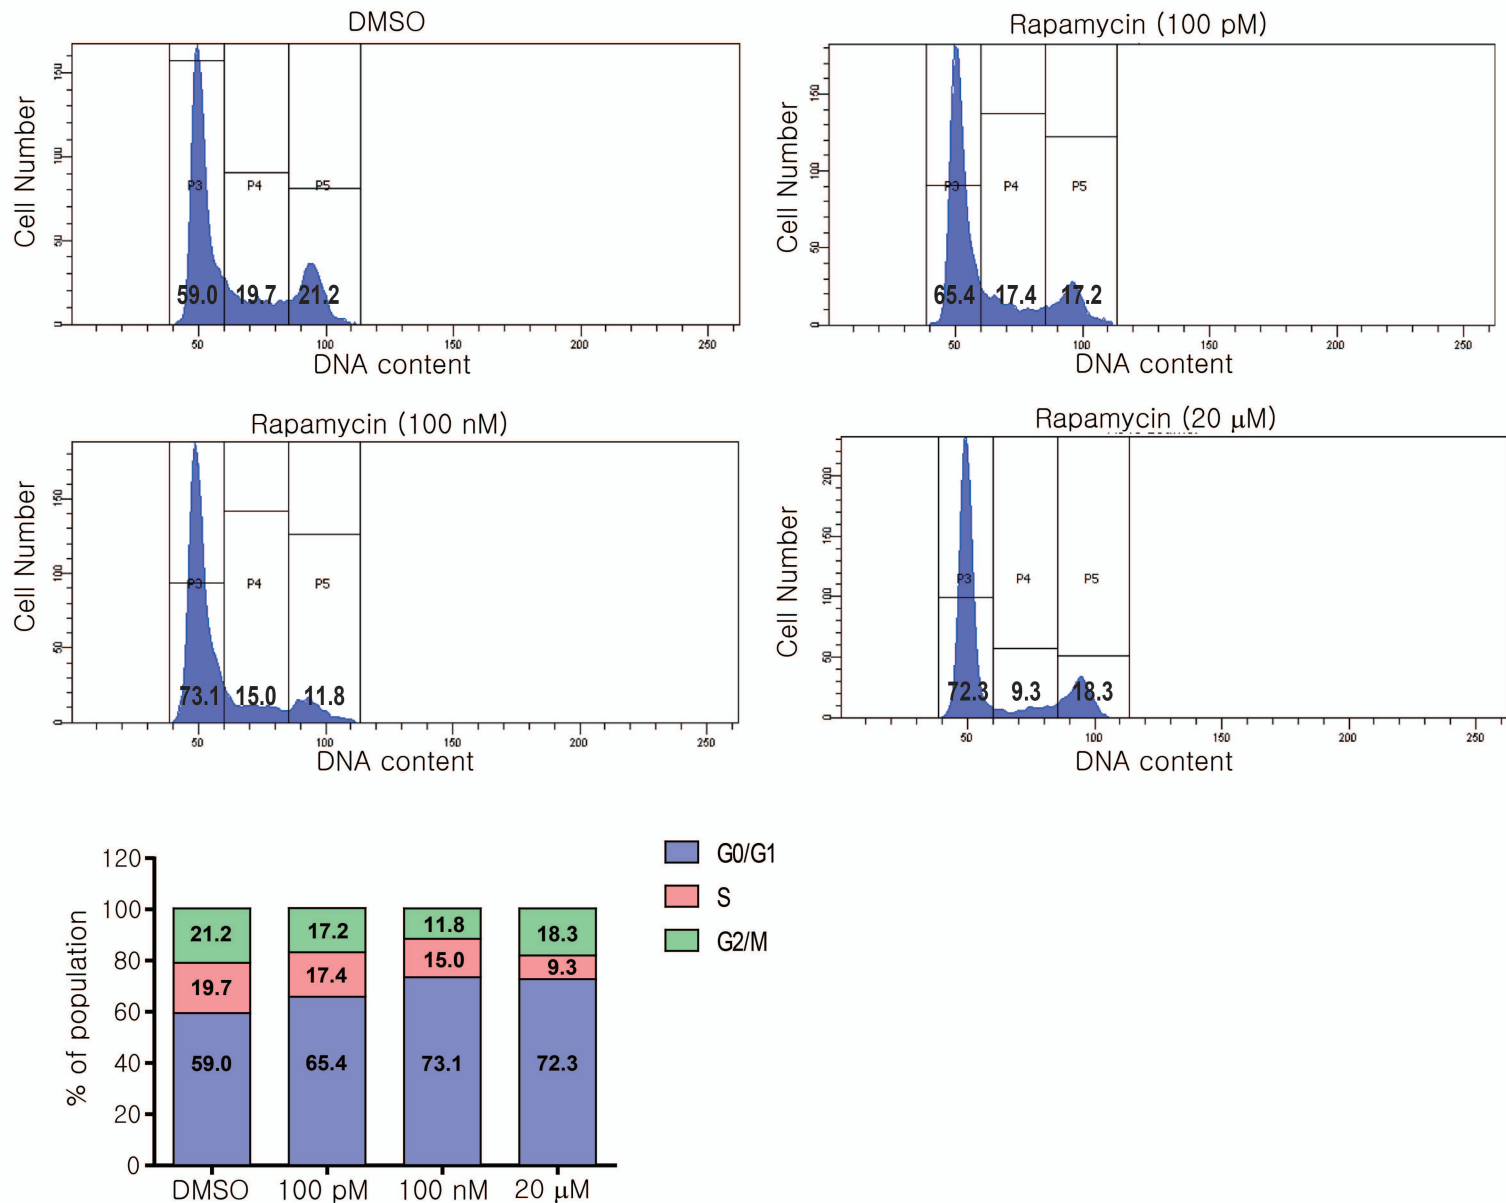 DMSO
Cell Number
150
100
50
0
P3
P4
P5
59.0 19.7 21.2
50 100 150 200 250
DNA content
Rapamycin (100 pM)
Cell Number
150
100
50
0
P3
P4
P5
65.4 17.4 17.2
50 100 150 200 250
DNA content
Rapamycin (100 nM)
Cell Number
150
100
50
0
P3
P4
P5
73.1 15.0 11.8
50 100 150 200 250
DNA content
Rapamycin (20 μM)
Cell Number
200
150
100
50
0
P3
P4
P5
72.3 9.3 18.3
50 100 150 200 250
DNA content
% of population
120
100
80
60
40
20
0
21.2 17.2 11.8 18.3
19.7 17.4 15.0 9.3
59.0 65.4 73.1 72.3
DMSO 100 pM 100 nM 20 μM
G0/G1
S
G2/M